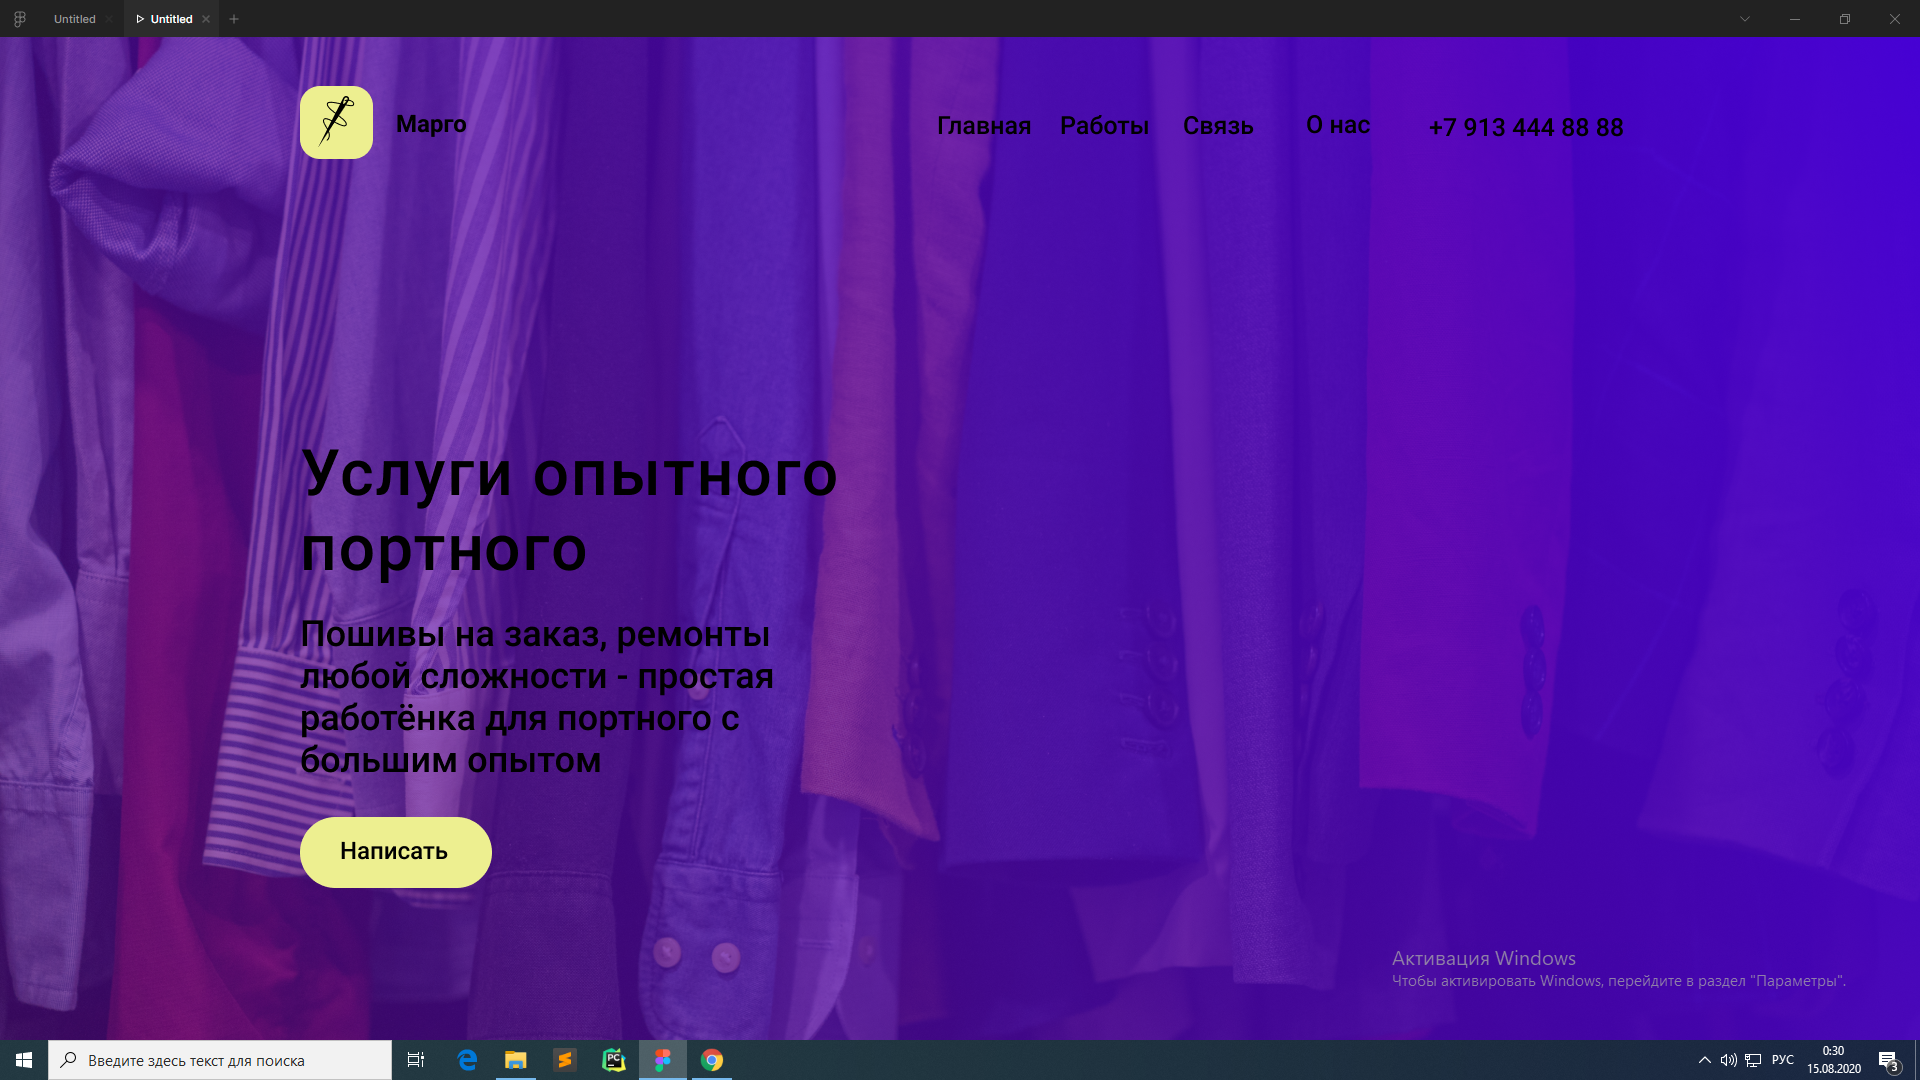 Untitled
Untitled
Марго
Главная
Работы
Связь
О нас
+7 913 444 88 88
Услуги опытного
портного
Пошивы на заказ, ремонты
любой сложности - простая
работёнка для портного с
большим опытом
Написать
Активация Windows
Чтобы активировать Windows, перейдите в раздел "Параметры".
Введите здесь текст для поиска
PC
РУС
0:30
15.08.2020
3